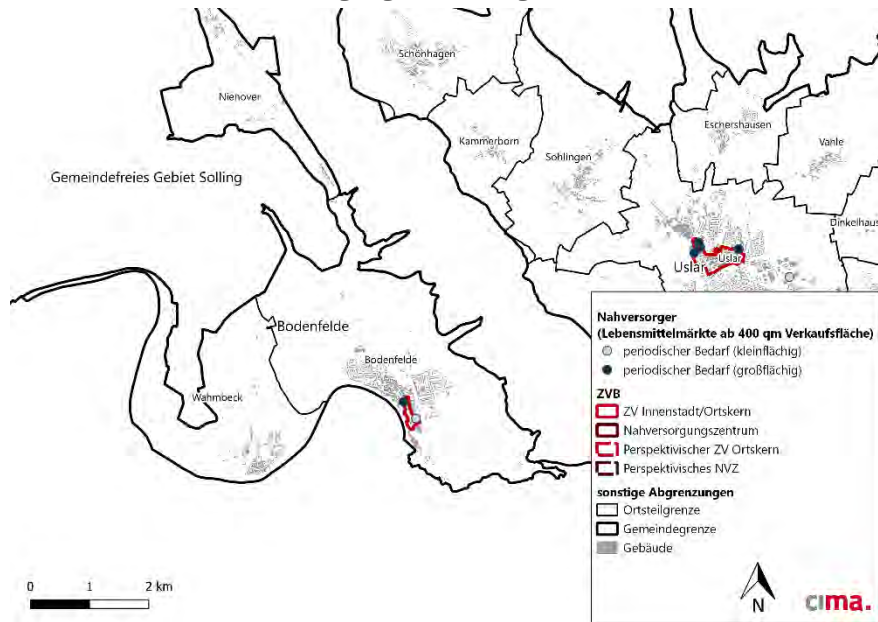 Schönhagen
Nienover
Eschershausen
Kammerborn
Vahle
Sohlingen
Gemeindefreies Gebiet Solling
Dinkelhaus
Uslar
Uslar
Bodenfelde
Bodenfelde
Wahmbeck
Nahversorger
(Lebensmittelmärkte ab 400 qm Verkaufsfläche)
periodischer Bedarf (kleinflächig)
periodischer Bedarf (großflächig)
ZVB
ZV Innenstadt/Ortskern
Nahversorgungszentrum
Perspektivischer ZV Ortskern
Perspektivisches NVZ
sonstige Abgrenzungen
Ortsteilgrenze
Gemeindegrenze
Gebäude
0 1 2 km
N
cima.